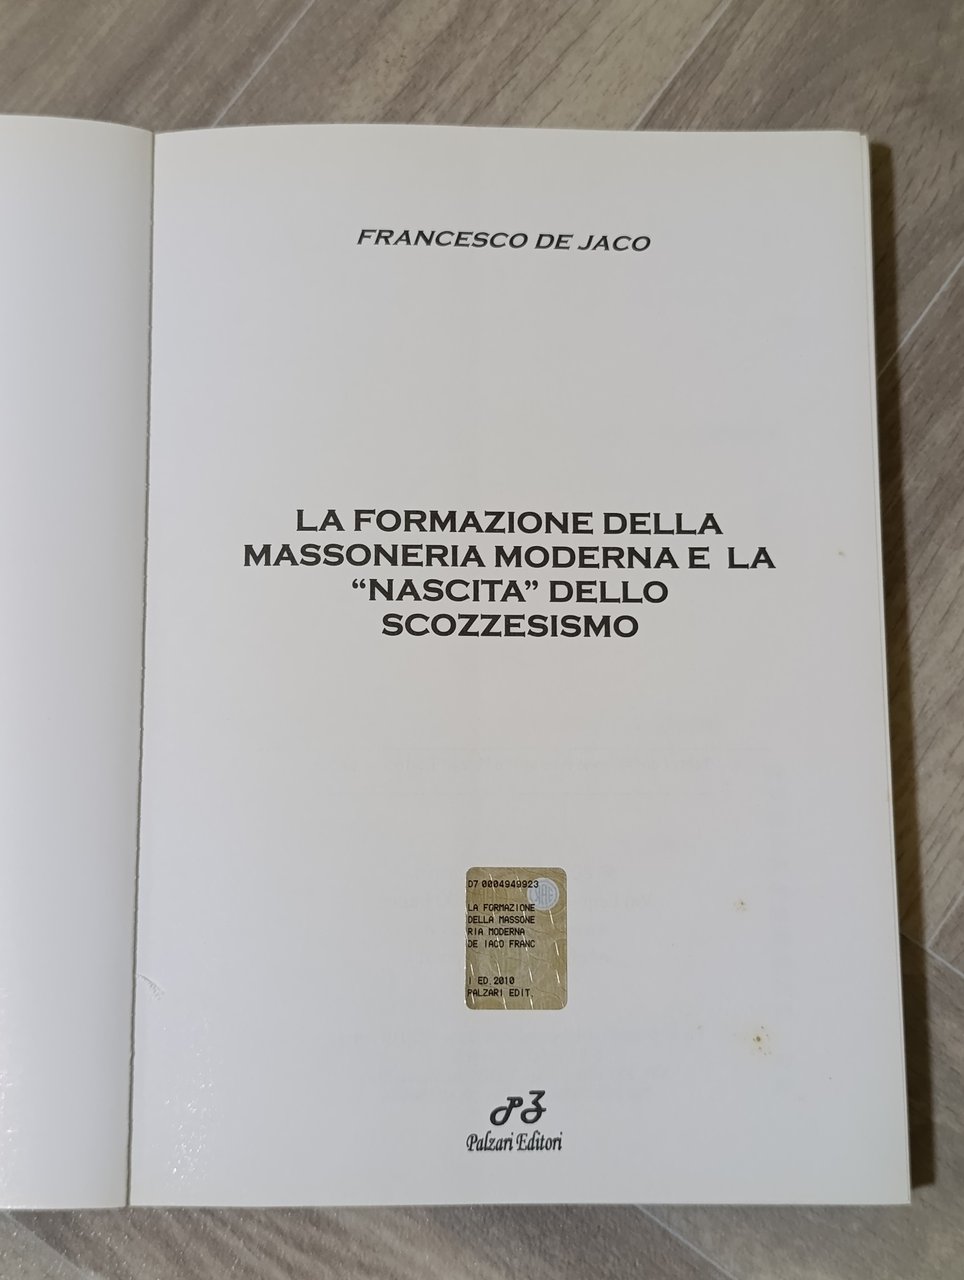 FRANCESCO DE JACO
LA FORMAZIONE DELLA
MASSONERIA MODERNA E LA
“NASCITA” DELLO
SCOZZESISMO
D7 0004949923
SIAE
LA FORMAZIONE
DELLA MASSONE
RIA MODERNA
DE IACO FRANC
I ED.2010
PALZARI EDIT.
PZ
Palzari Editori